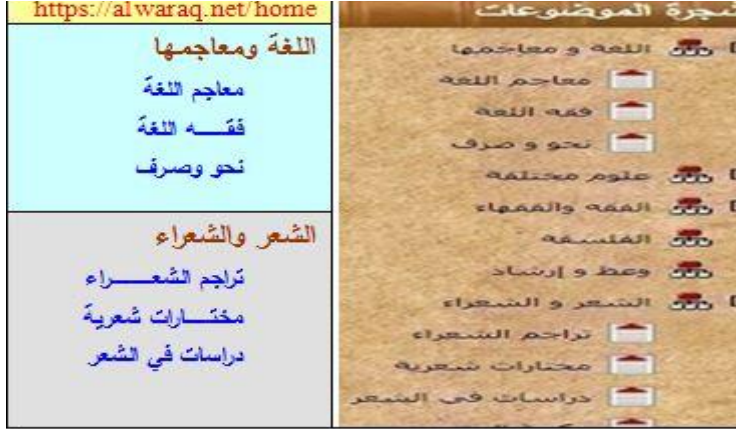 شجرة الموضوعات
اللغة و معاجمها
معاجم اللغة
فقه اللغة
نحو و صرف
علوم مختلفة
الفقه والفقهاء
الفلسفة
وعظ و إرشاد
الشعر و الشعراء
تراجم الشعراء
مختارات شعرية
دراسات في الشعر
https://alwaraq.net/home
اللغة ومعاجمها
معاجم اللغة
فقـــه اللغة
نحو وصرف
الشعر والشعراء
تراجم الشعـــــراء
مختــــارات شعرية
دراسات في الشعر